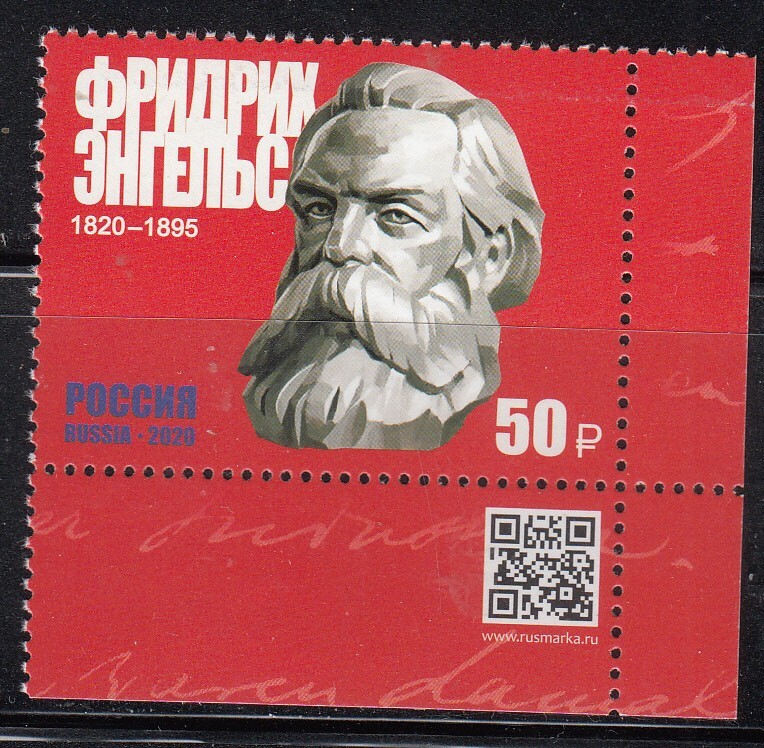 ФРИДРИХ
ЭНГЕЛЬС
1820–1895
РОССИЯ
RUSSIA · 2020
50 ₽
www.rusmarka.ru